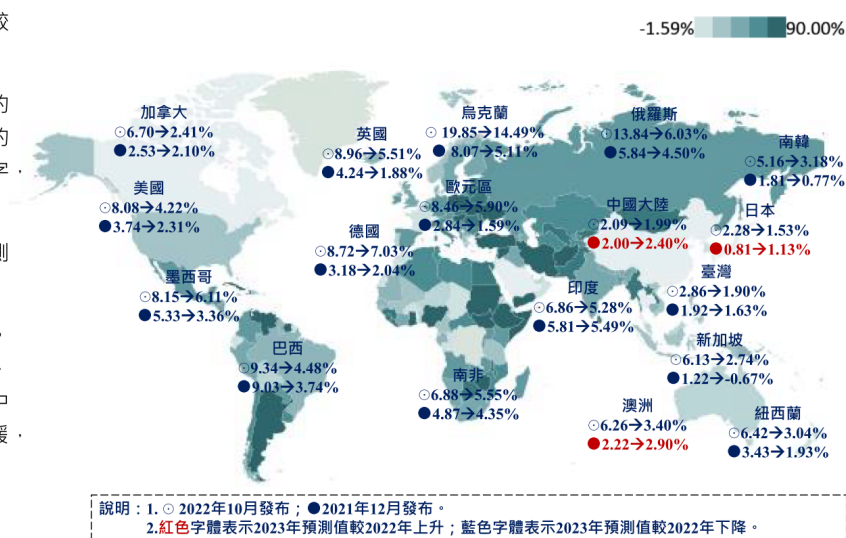 較
的
的
字，
測
，
，
中
援，
-1.59% 90.00%
加拿大
⊙6.70→2.41%
●2.53→2.10%
英國
⊙8.96→5.51%
●4.24→1.88%
烏克蘭
⊙ 19.85→14.49%
●8.07→5.11%
俄羅斯
⊙13.84→6.03%
●5.84→4.50%
南韓
⊙5.16→3.18%
●1.81→0.77%
美國
⊙8.08→4.22%
●3.74→2.31%
歐元區
⊙8.46→5.90%
●2.84→1.59%
中國大陸
⊙2.09→1.99%
●2.00→2.40%
日本
⊙2.28→1.53%
●0.81→1.13%
德國
⊙8.72→7.03%
●3.18→2.04%
墨西哥
⊙8.15→6.11%
●5.33→3.36%
印度
⊙6.86→5.28%
●5.81→5.49%
臺灣
⊙2.86→1.90%
●1.92→1.63%
巴西
⊙9.34→4.48%
●9.03→3.74%
南非
⊙6.88→5.55%
●4.87→4.35%
新加坡
⊙6.13→2.74%
●1.22→-0.67%
澳洲
⊙6.26→3.40%
●2.22→2.90%
紐西蘭
⊙6.42→3.04%
●3.43→1.93%
說明：1. ⊙ 2022年10月發布；●2021年12月發布。
2.紅色字體表示2023年預測值較2022年上升；藍色字體表示2023年預測值較2022年下降。